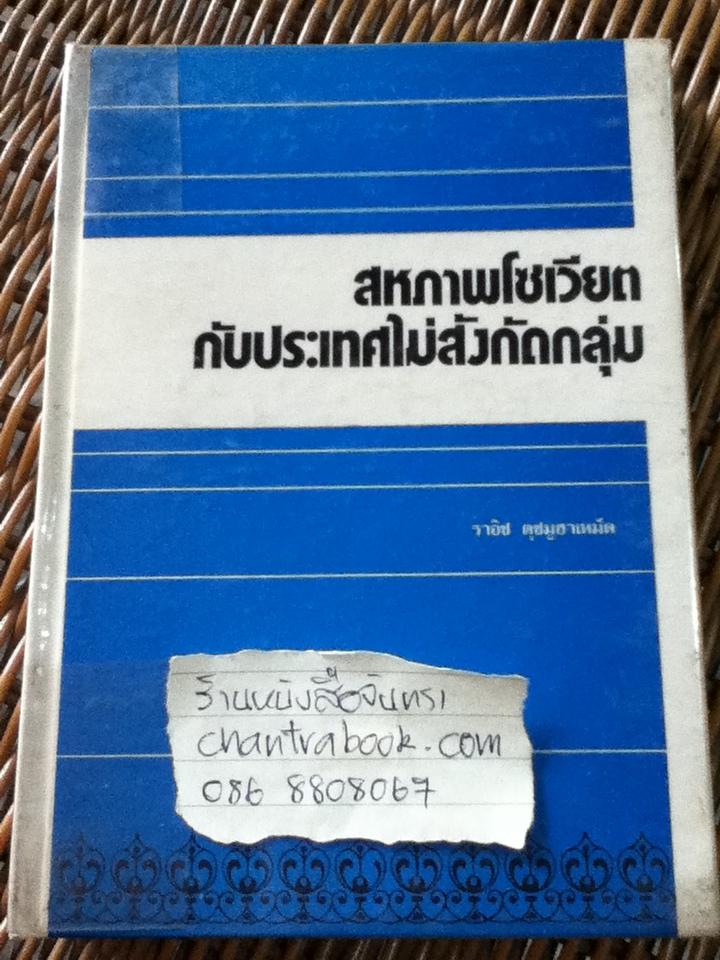 สหภาพโซเวียต
กับประเทศไม่สังกัดกลุ่ม
ราอิช ตุซมูฮาเหม็ด
ร้านหนังสือจันทรา
chantrabook.com
086 8808067